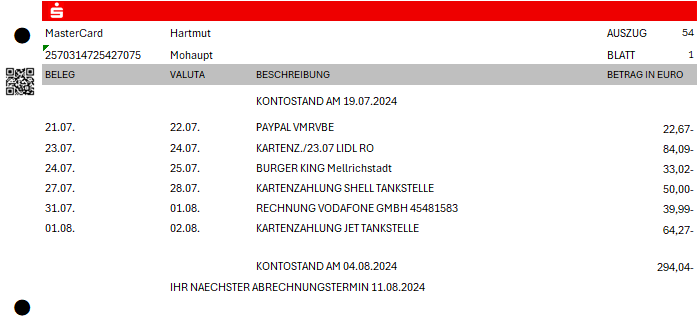 MasterCard Hartmut AUSZUG 54
2570314725427075 Mohaupt BLATT 1
BELEG VALUTA BESCHREIBUNG BETRAG IN EURO
KONTOSTAND AM 19.07.2024
21.07. 22.07. PAYPAL VMRVBE 22,67-
23.07. 24.07. KARTENZ./23.07 LIDL RO 84,09-
24.07. 25.07. BURGER KING Mellrichstadt 33,02-
27.07. 28.07. KARTENZAHLUNG SHELL TANKSTELLE 50,00-
31.07. 01.08. RECHNUNG VODAFONE GMBH 45481583 39,99-
01.08. 02.08. KARTENZAHLUNG JET TANKSTELLE 64,27-
KONTOSTAND AM 04.08.2024 294,04-
IHR NAECHSTER ABRECHNUNGSTERMIN 11.08.2024